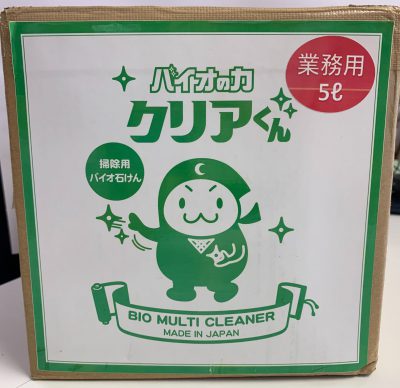 バイオの力
クリアくん
業務用
5ℓ
掃除用
バイオ石けん
BIO MULTI CLEANER
MADE IN JAPAN